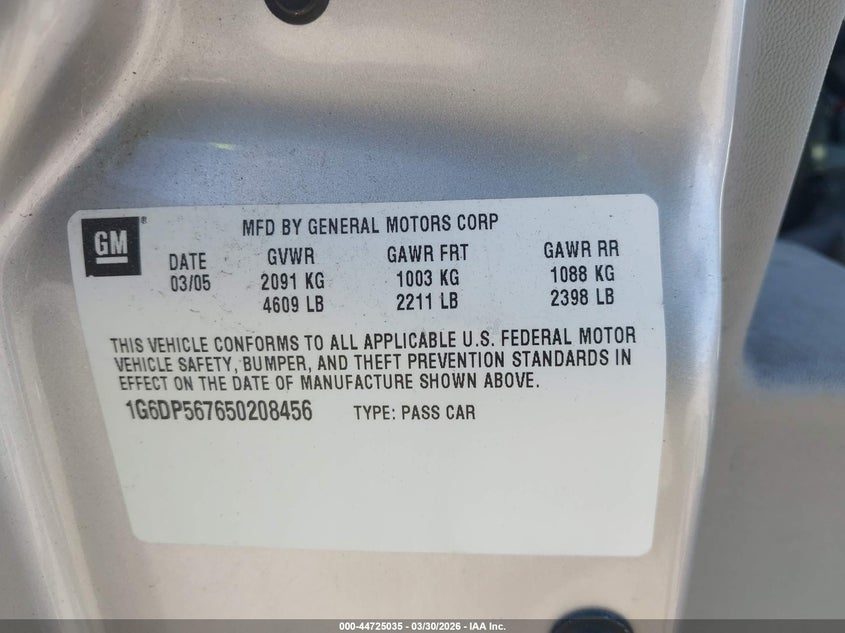 GM®
MFD BY GENERAL MOTORS CORP
DATE GVWR GAWR FRT GAWR RR
03/05 2091 KG 1003 KG 1088 KG
4609 LB 2211 LB 2398 LB
THIS VEHICLE CONFORMS TO ALL APPLICABLE U.S. FEDERAL MOTOR
VEHICLE SAFETY, BUMPER, AND THEFT PREVENTION STANDARDS IN
EFFECT ON THE DATE OF MANUFACTURE SHOWN ABOVE.
1G6DP567650208456 TYPE: PASS CAR
000-44725035 - 03/30/2026 - IAA Inc.